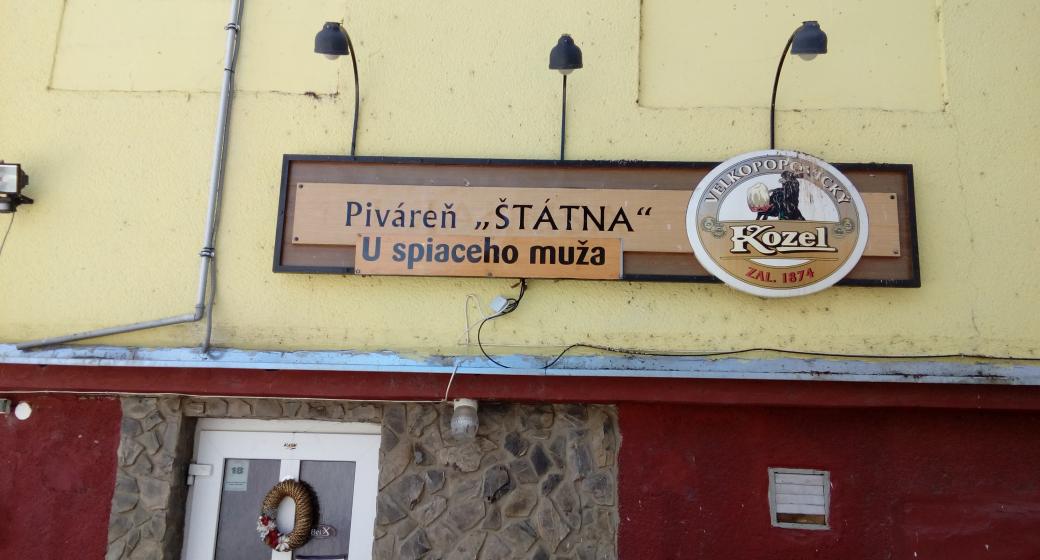 Piváreň „ŠTÁTNA“
U spiaceho muža
VELKOPOPOVICKÝ
Kozel
ZAL. 1874
18